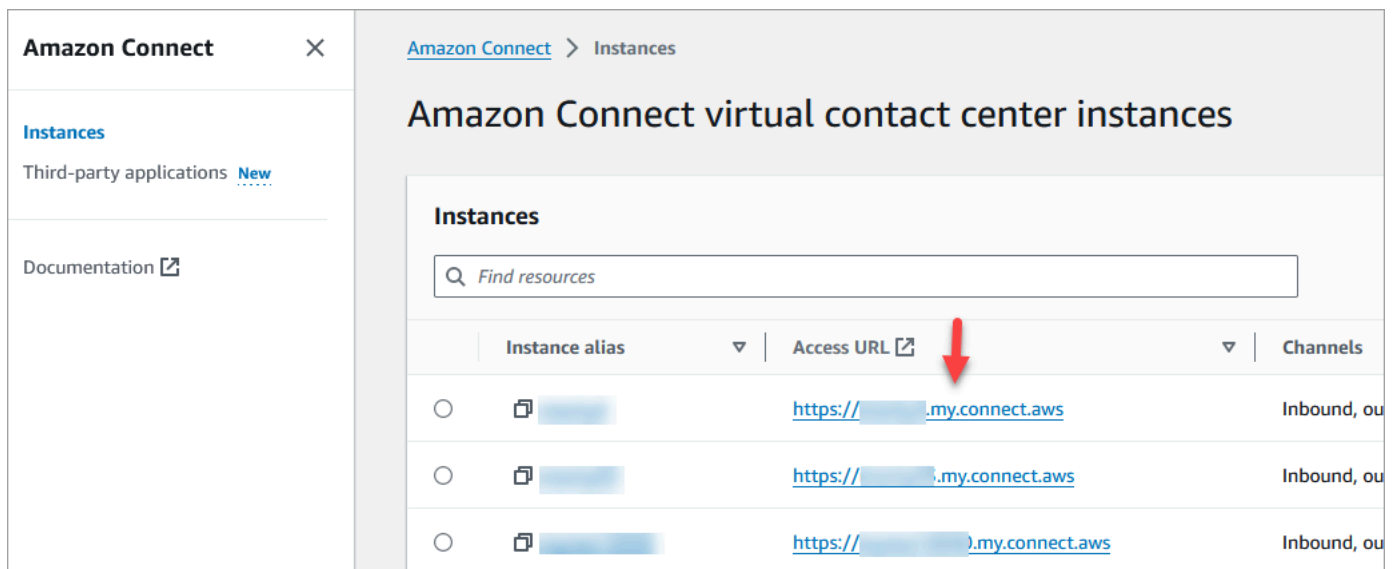 Amazon Connect
Instances
Third-party applications New
Documentation
Amazon Connect > Instances
Amazon Connect virtual contact center instances
Instances
Find resources
Instance alias Access URL Channels
https:// .my.connect.aws Inbound, ou
https:// .my.connect.aws Inbound, ou
https:// .my.connect.aws Inbound, ou